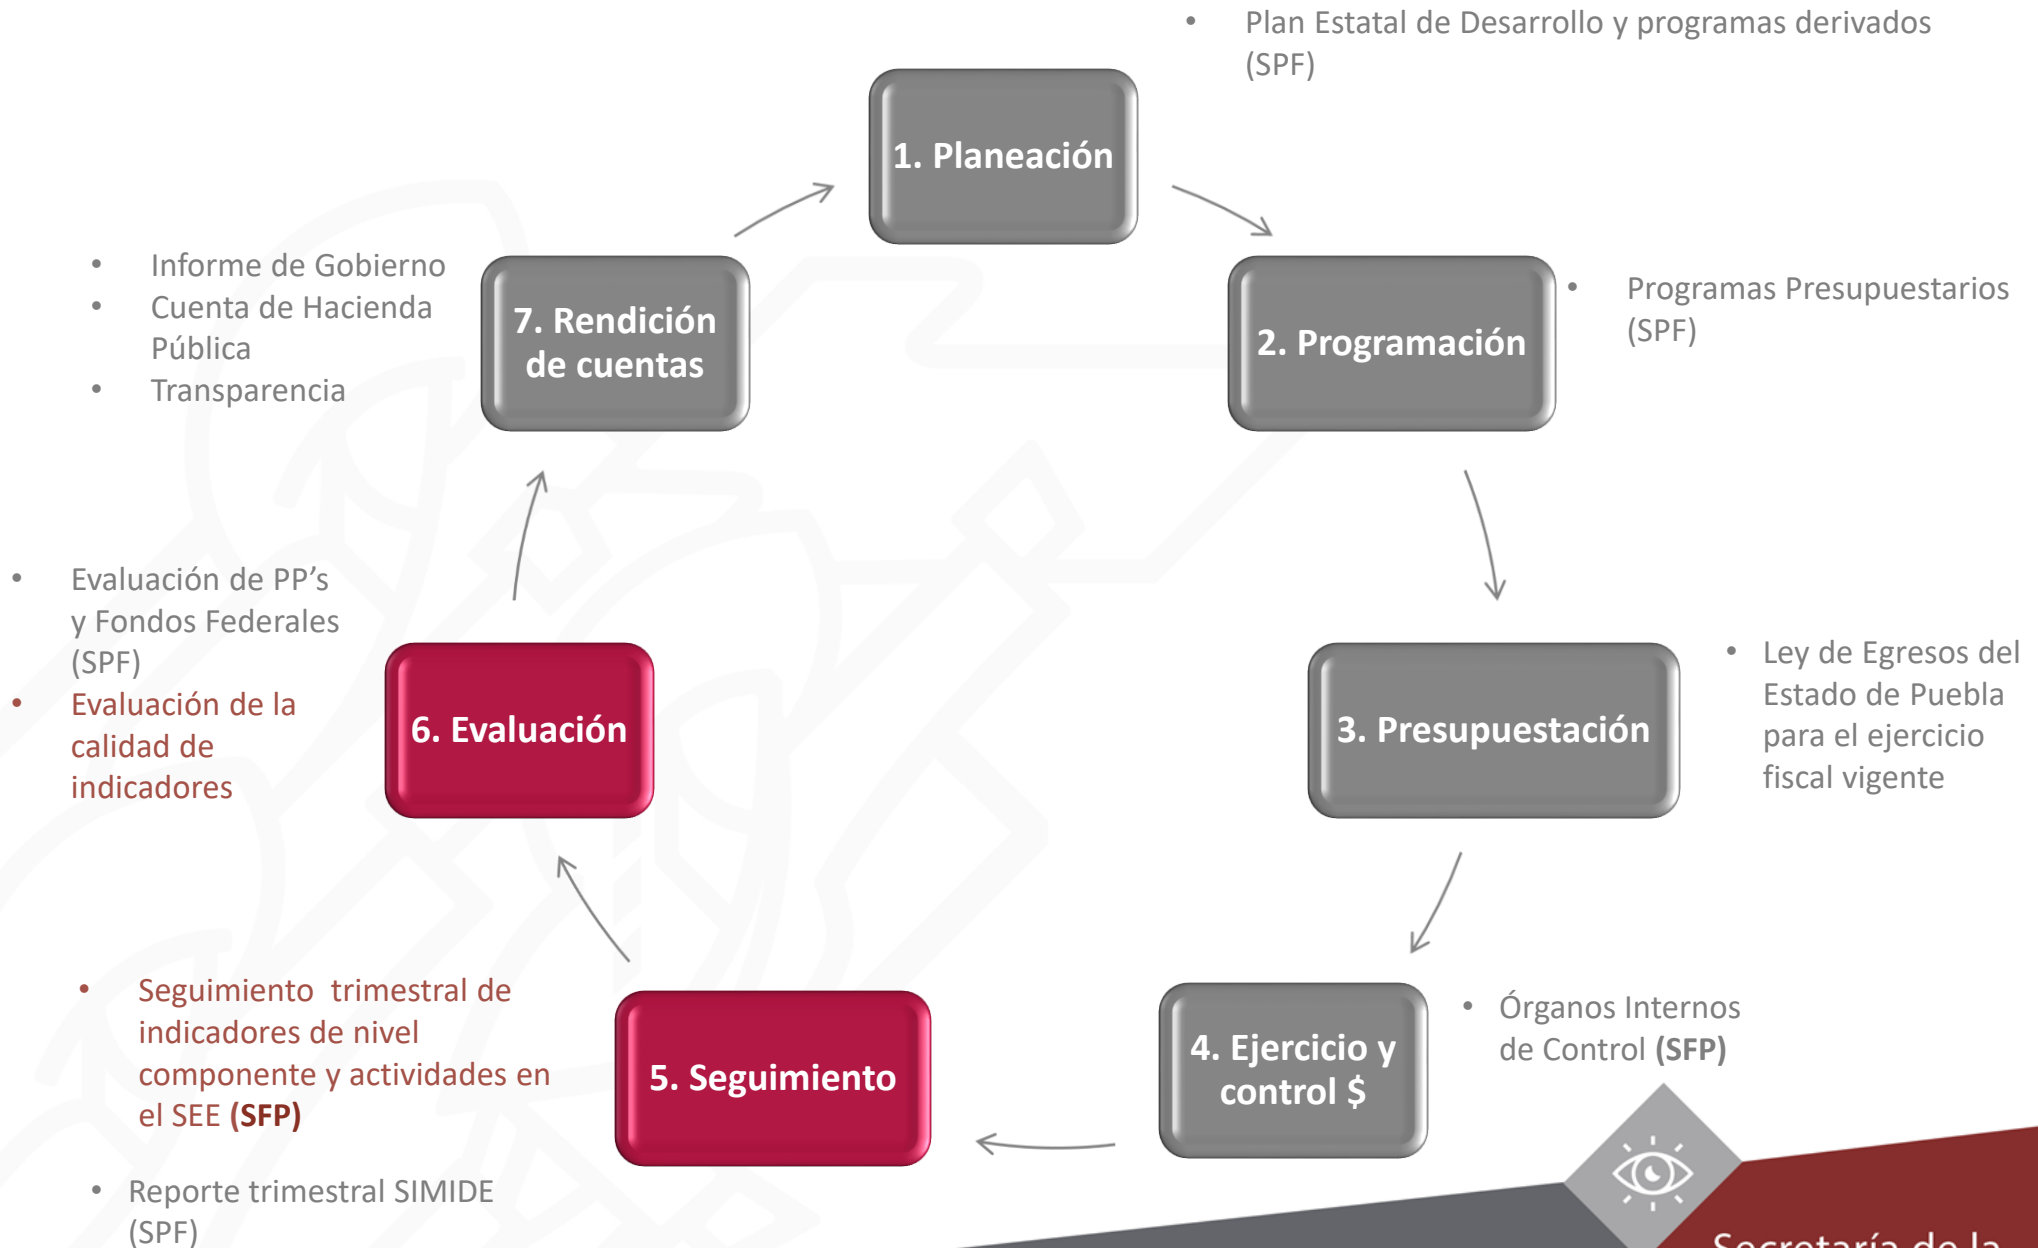 • Plan Estatal de Desarrollo y programas derivados
(SPF)
1. Planeación
• Informe de Gobierno
• Cuenta de Hacienda
Pública
• Transparencia
7. Rendición
de cuentas
2. Programación
• Programas Presupuestarios
(SPF)
• Evaluación de PP’s
y Fondos Federales
(SPF)
• Evaluación de la
calidad de
indicadores
6. Evaluación
3. Presupuestación
• Ley de Egresos del
Estado de Puebla
para el ejercicio
fiscal vigente
• Seguimiento trimestral de
indicadores de nivel
componente y actividades en
el SEE (SFP)
• Reporte trimestral SIMIDE
(SPF)
5. Seguimiento
4. Ejercicio y
control $
• Órganos Internos
de Control (SFP)
Secretaría de la